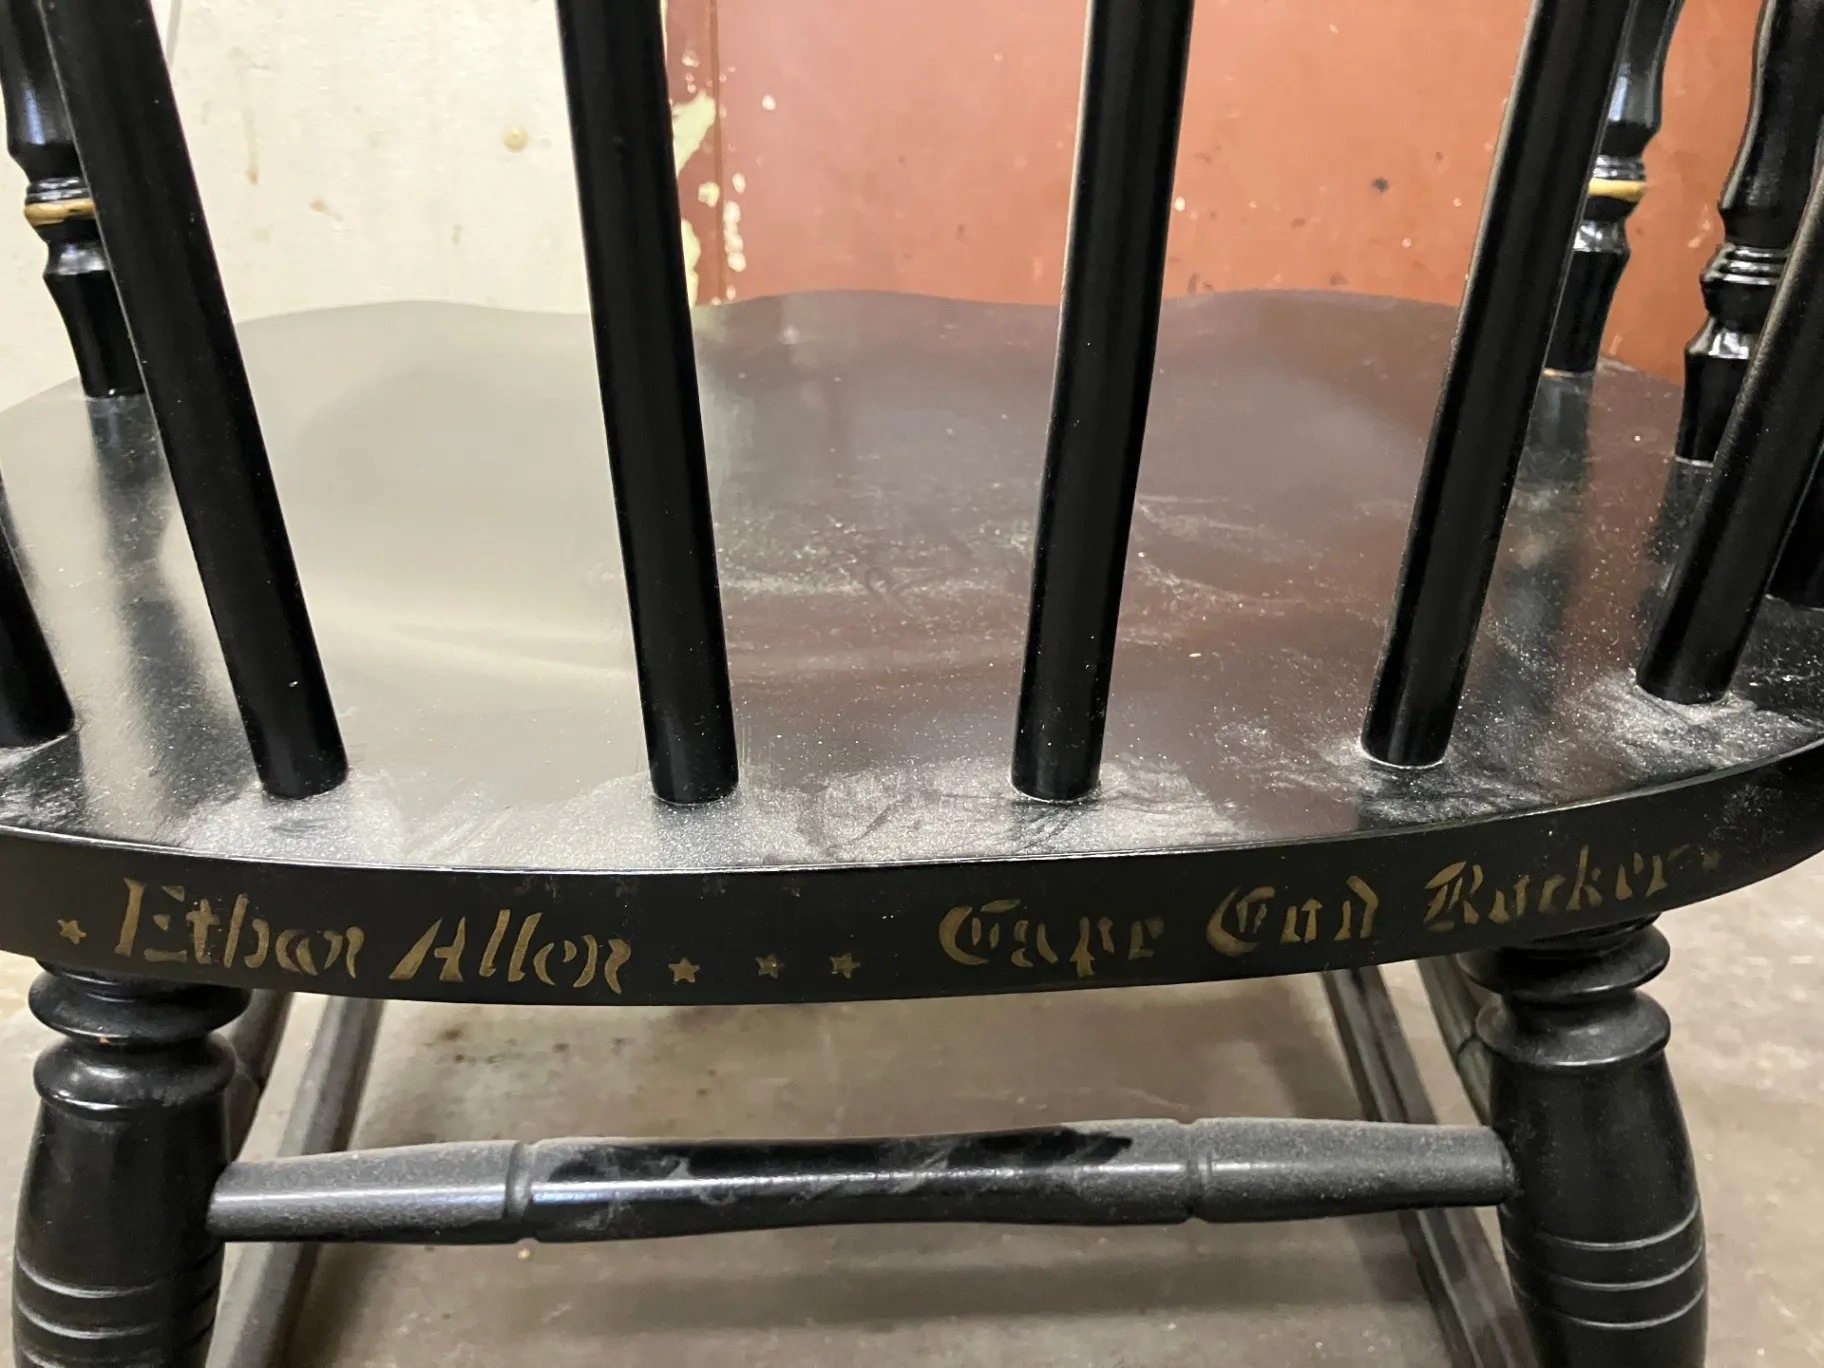 ★ Ethan Allen ★ ★ ★ Cape Cod Rocker ★